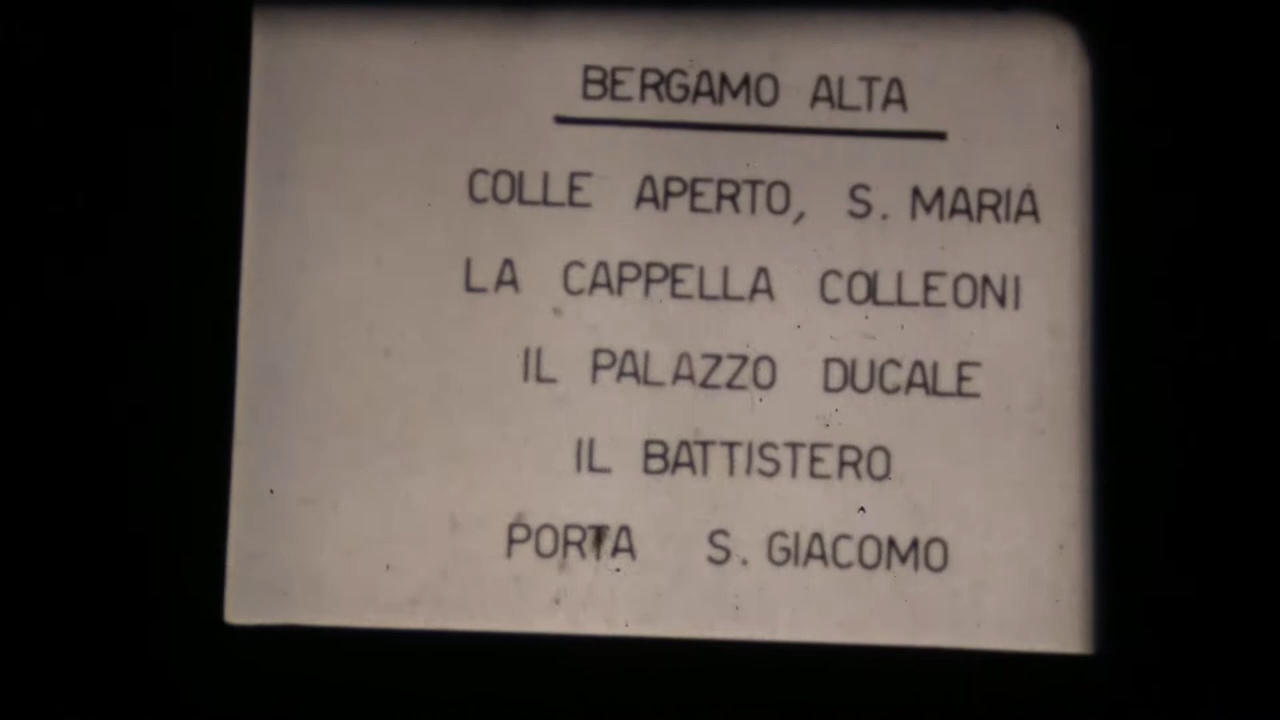 BERGAMO ALTA
COLLE APERTO, S. MARIA
LA CAPPELLA COLLEONI
IL PALAZZO DUCALE
IL BATTISTERO
PORTA S. GIACOMO